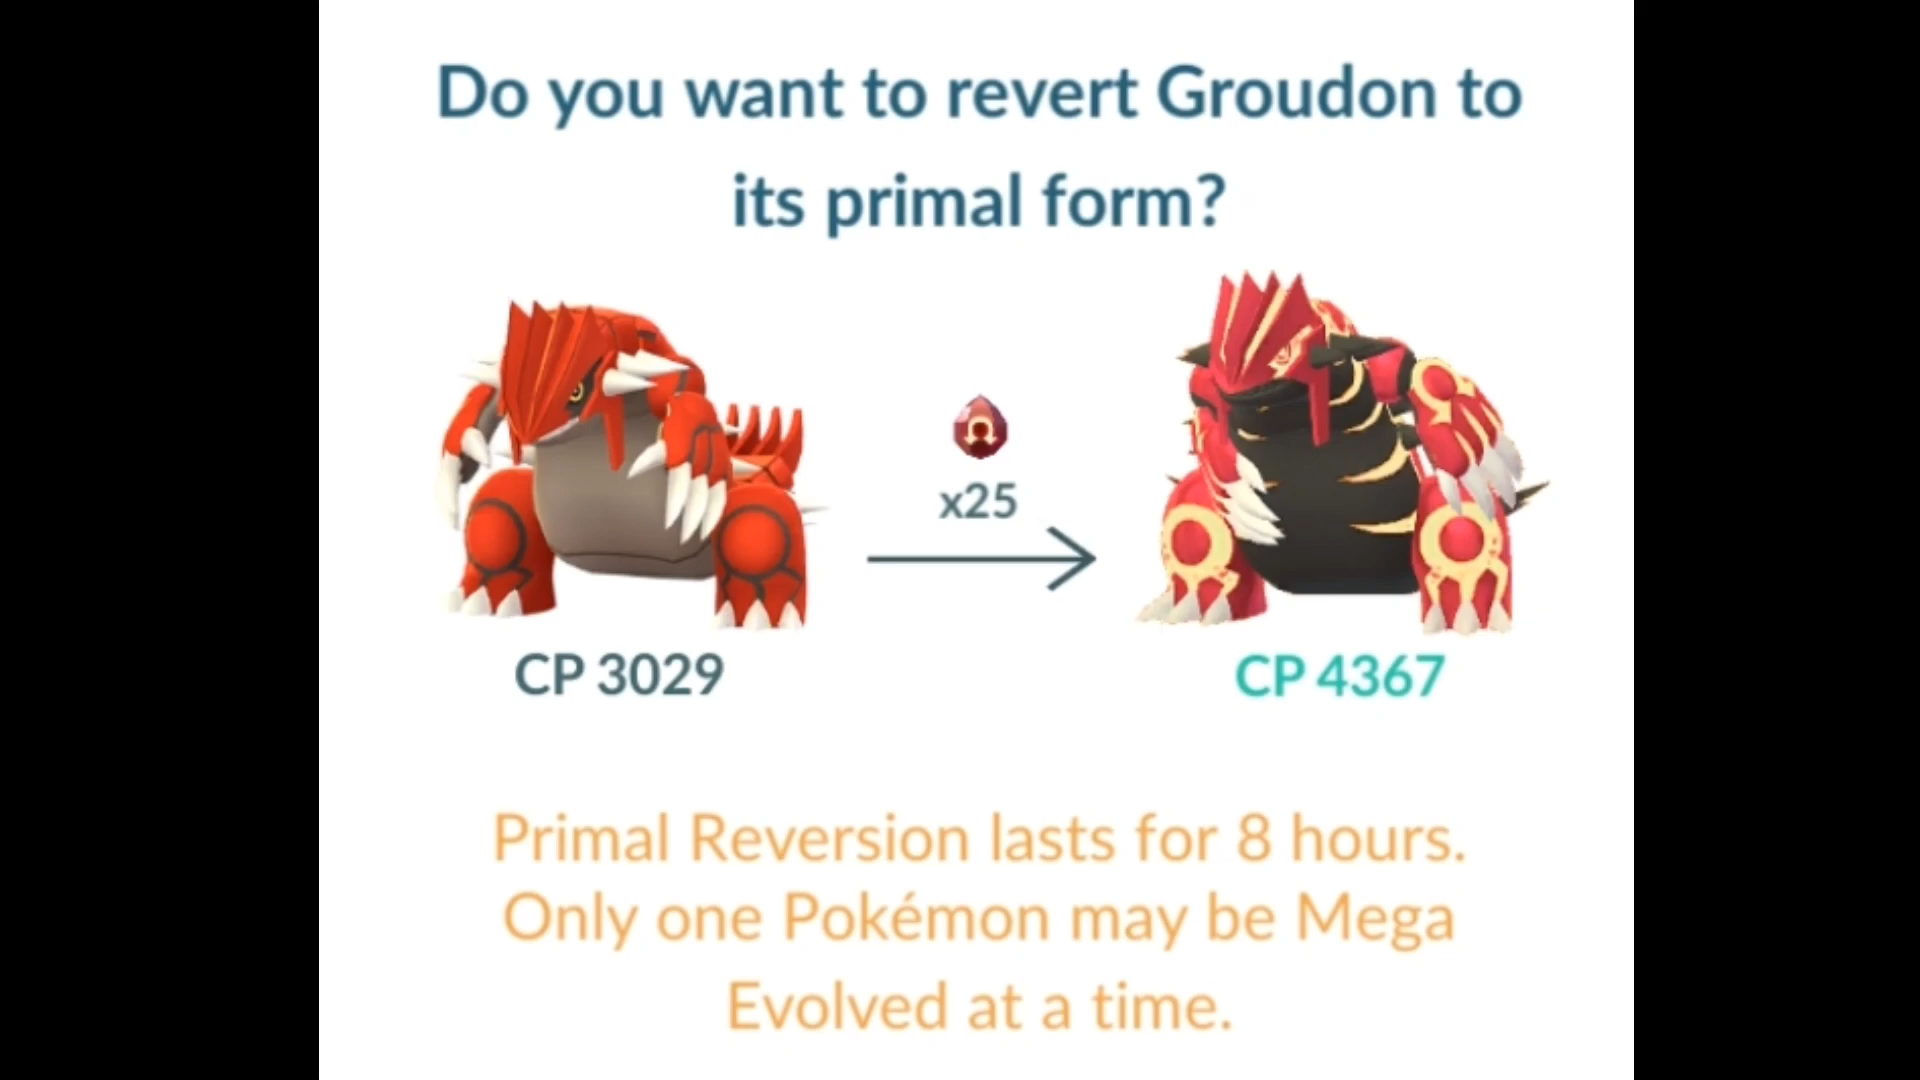 Do you want to revert Groudon to
its primal form?
x25
CP 3029
CP 4367
Primal Reversion lasts for 8 hours.
Only one Pokémon may be Mega
Evolved at a time.